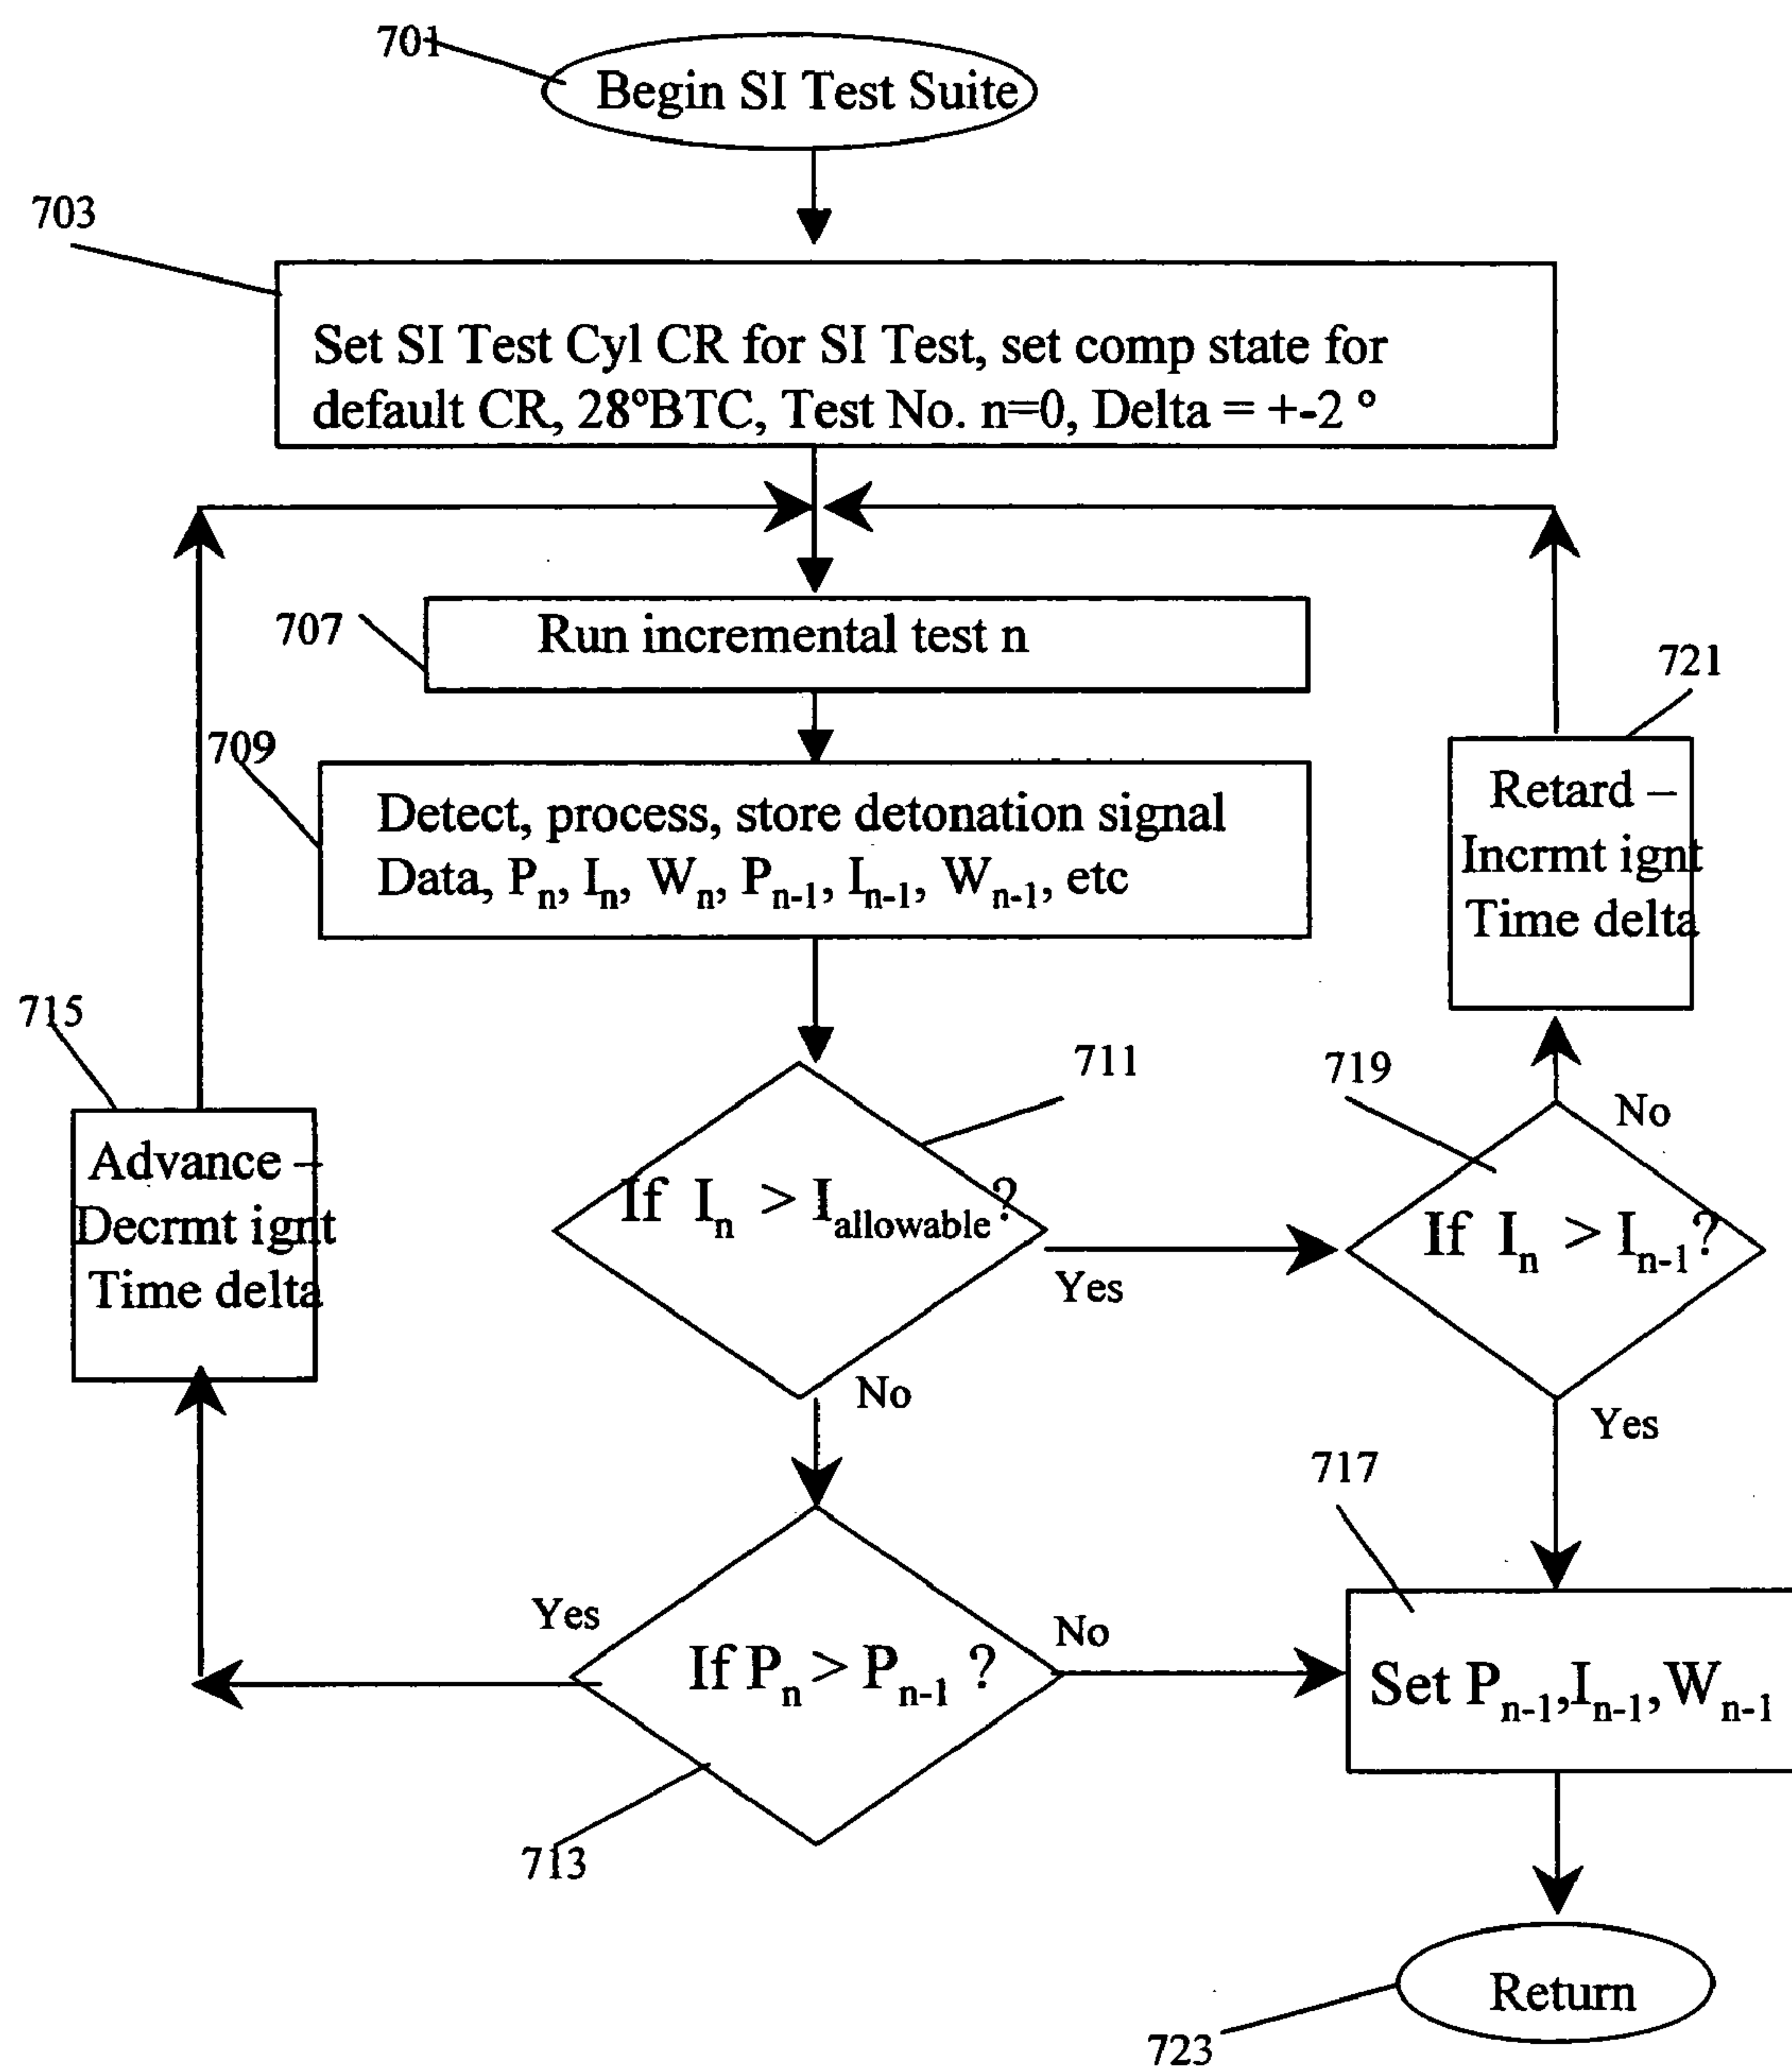 701
Begin SI Test Suite
703
Set SI Test Cyl CR for SI Test, set comp state for
default CR, 28ºBTC, Test No. n=0, Delta = +-2 º
707
Run incremental test n
721
709
Detect, process, store detonation signal
Data, Pn, In, Wn, Pn-1, In-1, Wn-1, etc
Retard –
Incrmt ignt
Time delta
715
711
719
No
Advance –
Decrmt ignt
Time delta
If In > Iallowable?
If In > In-1?
Yes
No
Yes
717
Yes
No
If Pn > Pn-1 ?
Set Pn-1,In-1,Wn-1
713
Return
723